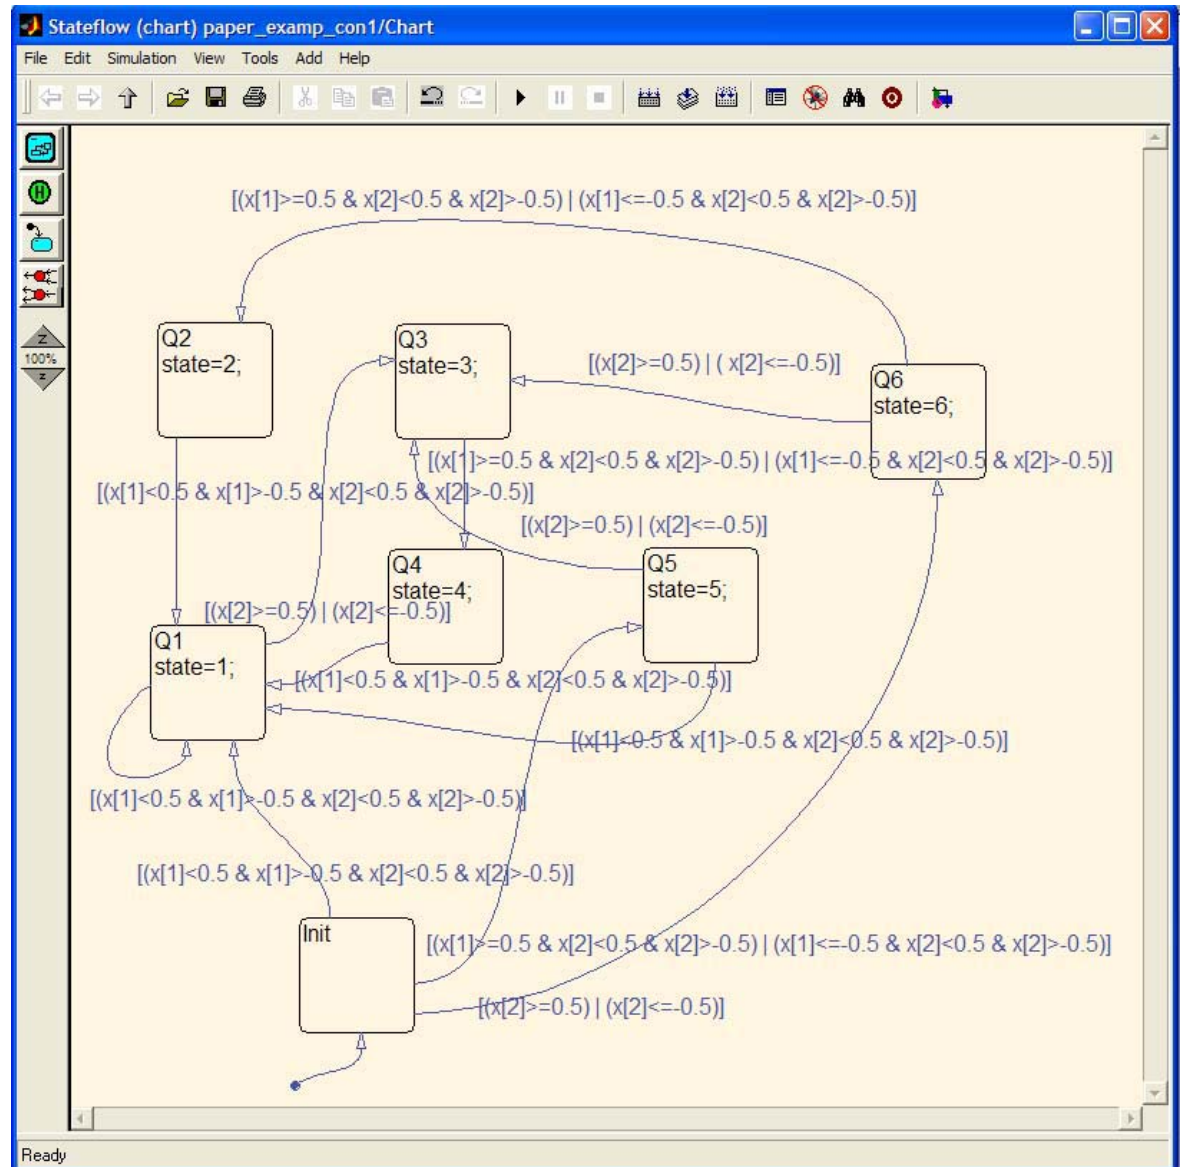 Stateflow (chart) paper_examp_con1/Chart
File Edit Simulation View Tools Add Help
[(x[1]>=0.5 & x[2]<0.5 & x[2]>-0.5) | (x[1]<=-0.5 & x[2]<0.5 & x[2]>-0.5)]
Q2
state=2;
Q3
state=3;
[(x[2]>=0.5) | ( x[2]<=-0.5)]
Q6
state=6;
Z
100%
z
[(x[1]>=0.5 & x[2]<0.5 & x[2]>-0.5) | (x[1]<=-0.5 & x[2]<0.5 & x[2]>-0.5)]
[(x[1]<0.5 & x[1]>-0.5 & x[2]<0.5 & x[2]>-0.5)]
[(x[2]>=0.5) | (x[2]<=-0.5)]
Q4
state=4;
Q5
state=5;
[(x[2]>=0.5) | (x[2]<=-0.5)]
Q1
state=1;
[(x[1]<0.5 & x[1]>-0.5 & x[2]<0.5 & x[2]>-0.5)]
[(x[1]<0.5 & x[1]>-0.5 & x[2]<0.5 & x[2]>-0.5)]
[(x[1]<0.5 & x[1]>-0.5 & x[2]<0.5 & x[2]>-0.5)]
[(x[1]<0.5 & x[1]>-0.5 & x[2]<0.5 & x[2]>-0.5)]
Init
[(x[1]>=0.5 & x[2]<0.5 & x[2]>-0.5) | (x[1]<=-0.5 & x[2]<0.5 & x[2]>-0.5)]
[(x[2]>=0.5) | (x[2]<=-0.5)]
Ready